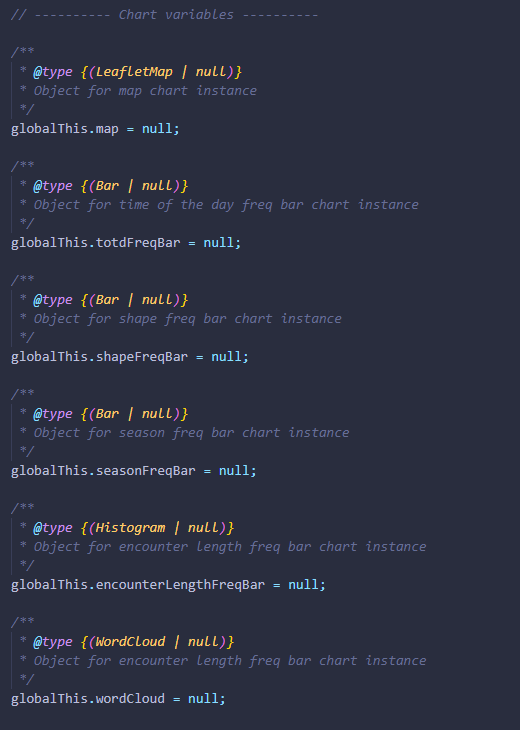 // ---------- Chart variables ----------
/**
 * @type {(LeafletMap | null)}
 * Object for map chart instance
 */
globalThis.map = null;
/**
 * @type {(Bar | null)}
 * Object for time of the day freq bar chart instance
 */
globalThis.totdFreqBar = null;
/**
 * @type {(Bar | null)}
 * Object for shape freq bar chart instance
 */
globalThis.shapeFreqBar = null;
/**
 * @type {(Bar | null)}
 * Object for season freq bar chart instance
 */
globalThis.seasonFreqBar = null;
/**
 * @type {(Histogram | null)}
 * Object for encounter length freq bar chart instance
 */
globalThis.encounterLengthFreqBar = null;
/**
 * @type {(WordCloud | null)}
 * Object for encounter length freq bar chart instance
 */
globalThis.wordCloud = null;